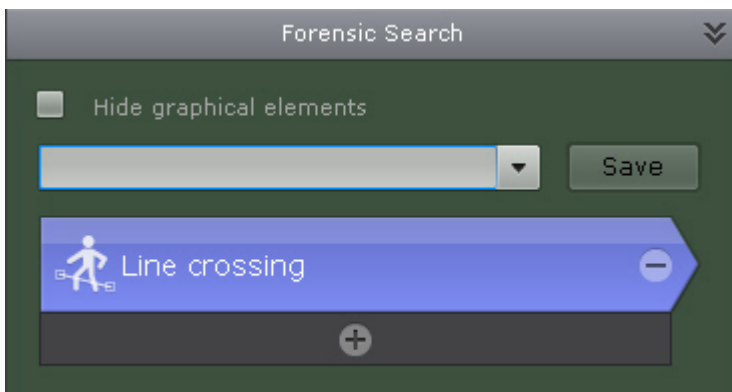 Forensic Search
Hide graphical elements
Save
Line crossing